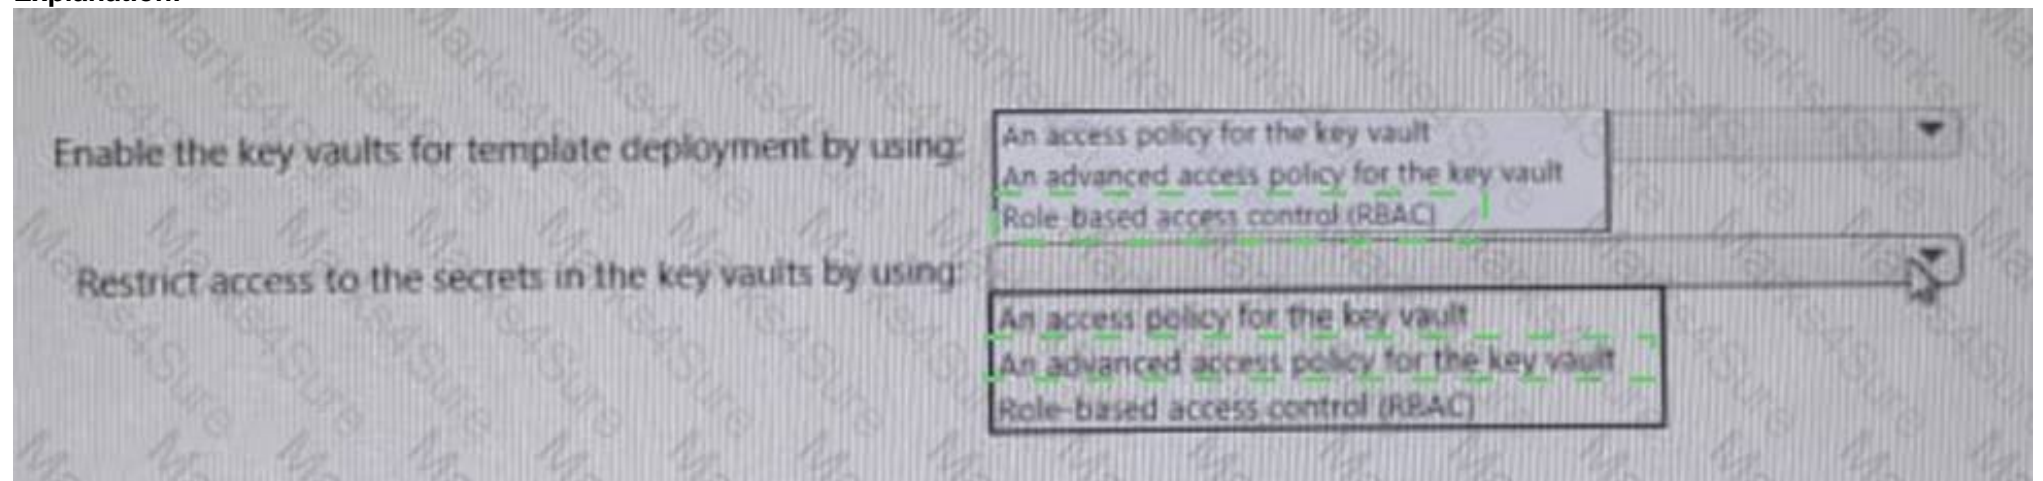 Enable the key vaults for template deployment by using:
An access policy for the key vault
An advanced access policy for the key vault
Role-based access control (RBAC)
Restrict access to the secrets in the key vaults by using:
An access policy for the key vault
An advanced access policy for the key vault
Role-based access control (RBAC)
Marks4Sure